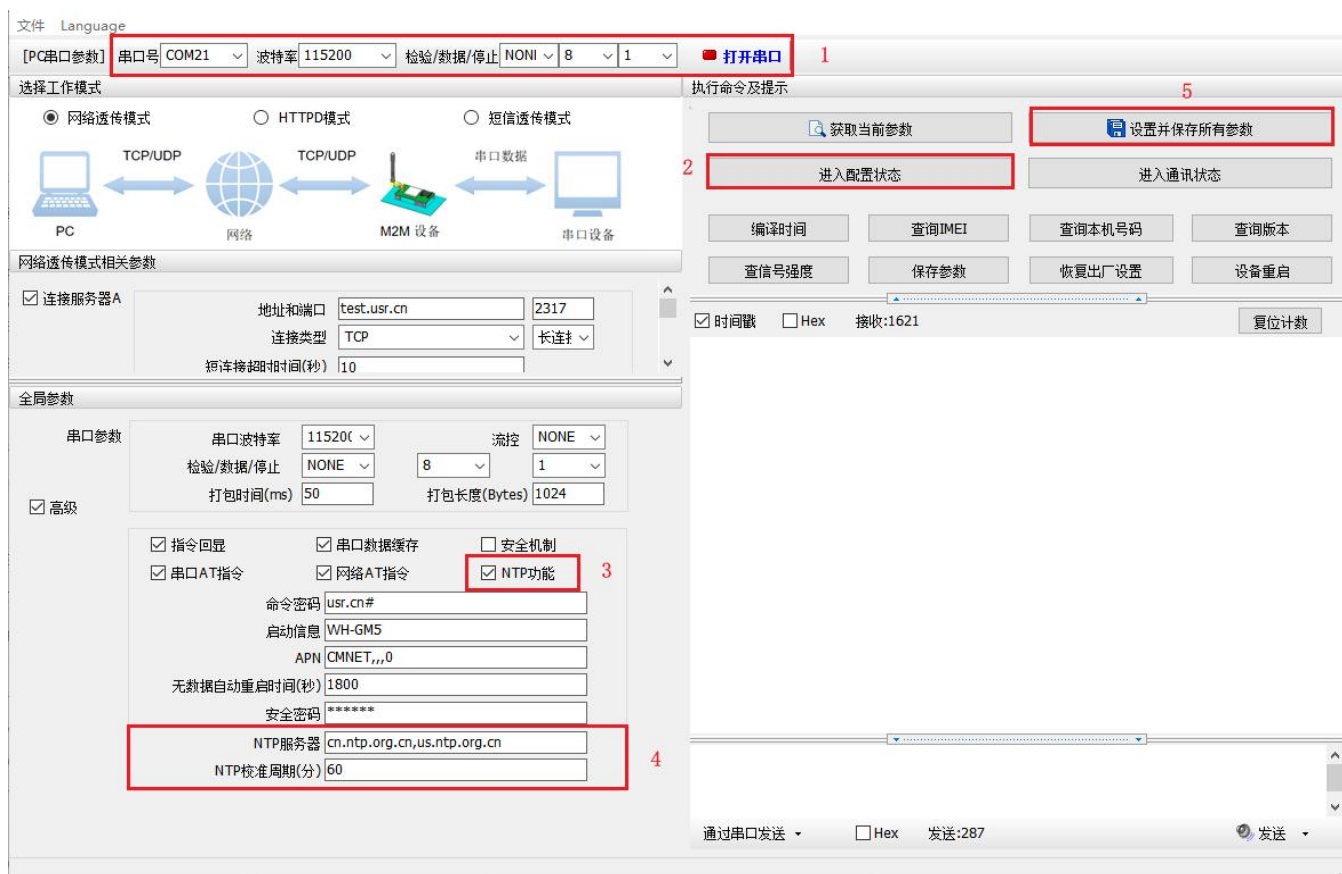 文件 Language
[PC串口参数] 串口号 COM21 波特率 115200 检验/数据/停止 NONI 8 1 打开串口 1
选择工作模式
网络透传模式 HTTPD模式 短信透传模式
TCP/UDP TCP/UDP 串口数据
PC 网络 M2M 设备 串口设备
网络透传模式相关参数
连接服务器A
地址和端口 test.usr.cn 2317
连接类型 TCP 长连接
短连接超时时间(秒) 10
全局参数
串口参数
串口波特率 11520( 流控 NONE
检验/数据/停止 NONE 8 1
打包时间(ms) 50 打包长度(Bytes) 1024
高级
指令回显 串口数据缓存 安全机制
串口AT指令 网络AT指令 NTP功能 3
命令密码 usr.cn#
启动信息 WH-GM5
APN CMNET,,,0
无数据自动重启时间(秒) 1800
安全密码 ******
NTP服务器 cn.ntp.org.cn,us.ntp.org.cn
NTP校准周期(分) 60
4
执行命令及提示
5
获取当前参数 设置并保存所有参数
2 进入配置状态 进入通讯状态
编译时间 查询IMEI 查询本机号码 查询版本
查信号强度 保存参数 恢复出厂设置 设备重启
时间戳 Hex 接收:1621 复位计数
通过串口发送 Hex 发送:287 发送